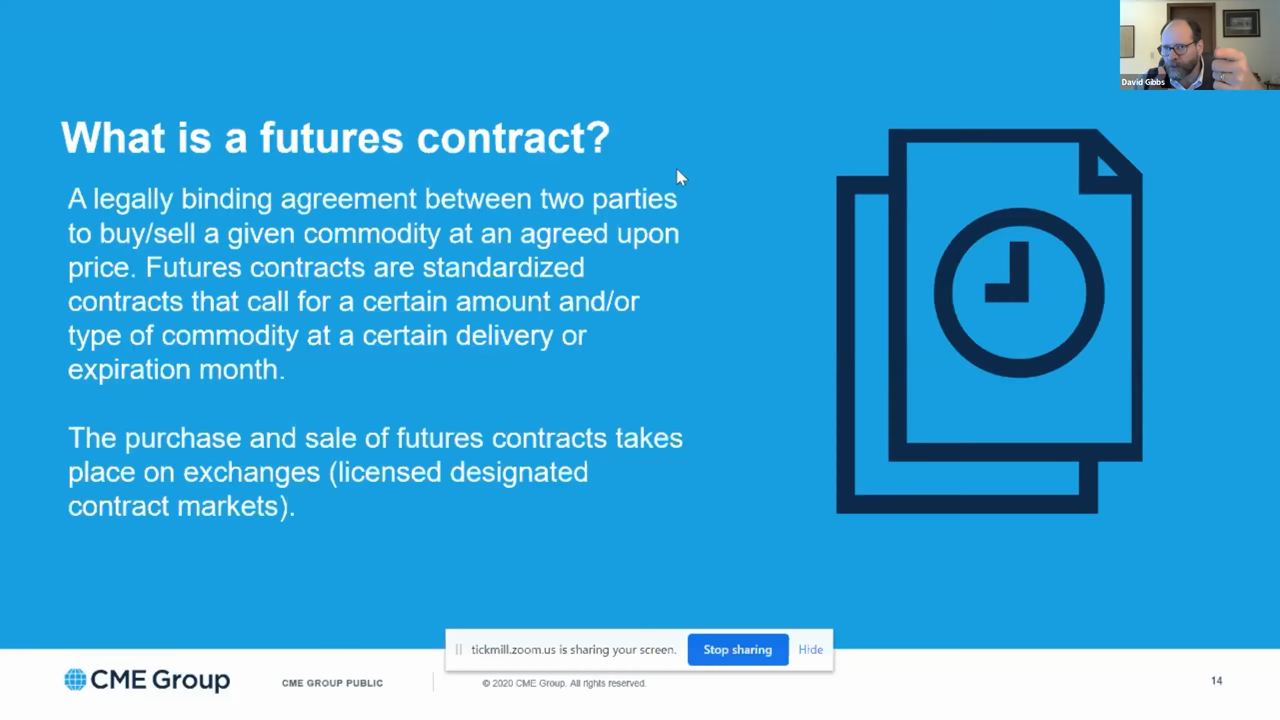 David Gibbs
What is a futures contract?
A legally binding agreement between two parties
to buy/sell a given commodity at an agreed upon
price. Futures contracts are standardized
contracts that call for a certain amount and/or
type of commodity at a certain delivery or
expiration month.
The purchase and sale of futures contracts takes
place on exchanges (licensed designated
contract markets).
tickmill.zoom.us is sharing your screen.
Stop sharing
Hide
CME Group
CME GROUP PUBLIC
© 2020 CME Group. All rights reserved.
14